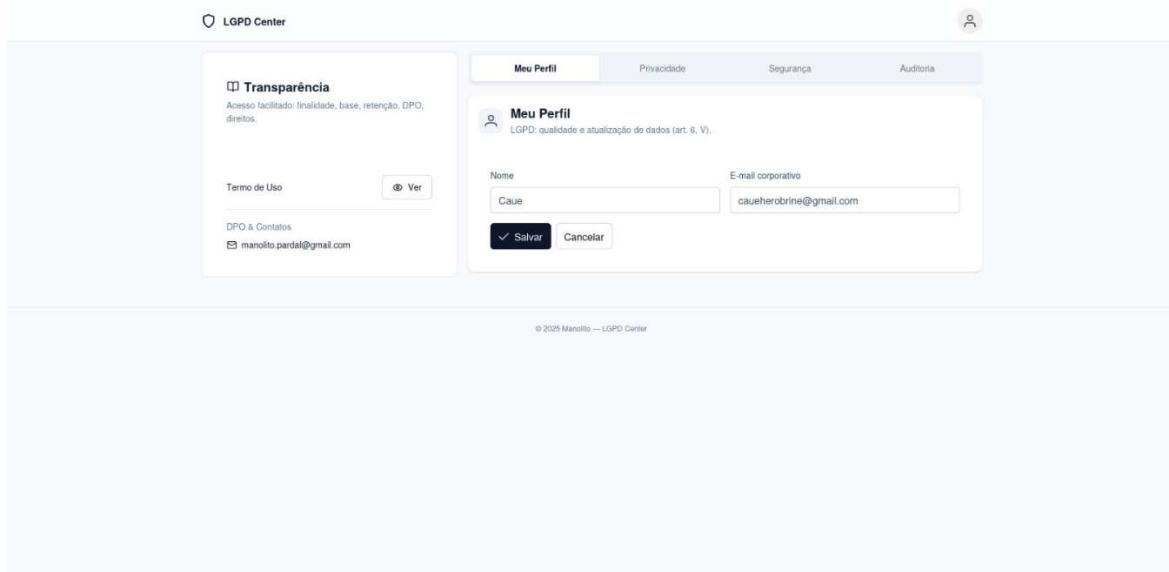 LGPD Center
Transparência
Acesso facilitado: finalidade, base, retenção, DPO,
direitos.
Termo de Uso
Ver
DPO & Contatos
manolito.pardal@gmail.com
Meu Perfil
Privacidade
Segurança
Auditoria
Meu Perfil
LGPD: qualidade e atualização de dados (art. 6, V).
Nome
E-mail corporativo
Caue
caueherobrine@gmail.com
Salvar
Cancelar
© 2025 Manolito — LGPD Center